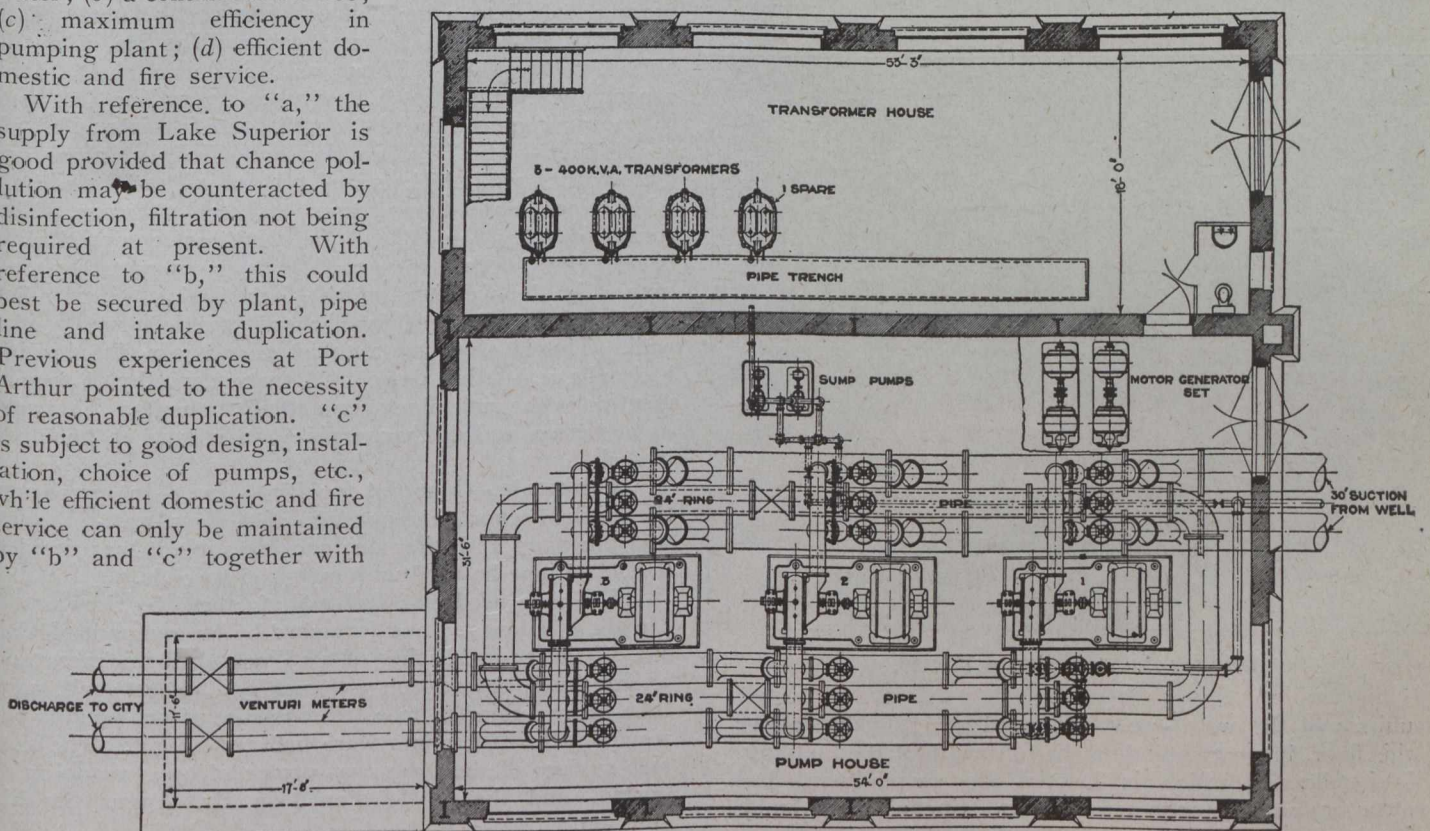 (c) maximum efficiency in
pumping plant; (d) efficient do-
mestic and fire service.
With reference. to "a," the
supply from Lake Superior is
good provided that chance pol-
lution may be counteracted by
disinfection, filtration not being
required at present. With
reference to "b," this could
best be secured by plant, pipe
line and intake duplication.
Previous experiences at Port
Arthur pointed to the necessity
of reasonable duplication. "c"
is subject to good design, instal-
lation, choice of pumps, etc.,
while efficient domestic and fire
service can only be maintained
by "b" and "c" together with
53'-3"
TRANSFORMER HOUSE
3-400K.V.A. TRANSFORMERS
1 SPARE
18'-0"
PIPE TRENCH
SUMP PUMPS
MOTOR GENERATOR
SET
24" RING
PIPE
30" SUCTION
FROM WELL
31'-6"
3
2
1
DISCHARGE TO CITY
11'-6"
VENTURI METERS
24" RING
PIPE
PUMP HOUSE
17'-6"
54'0"